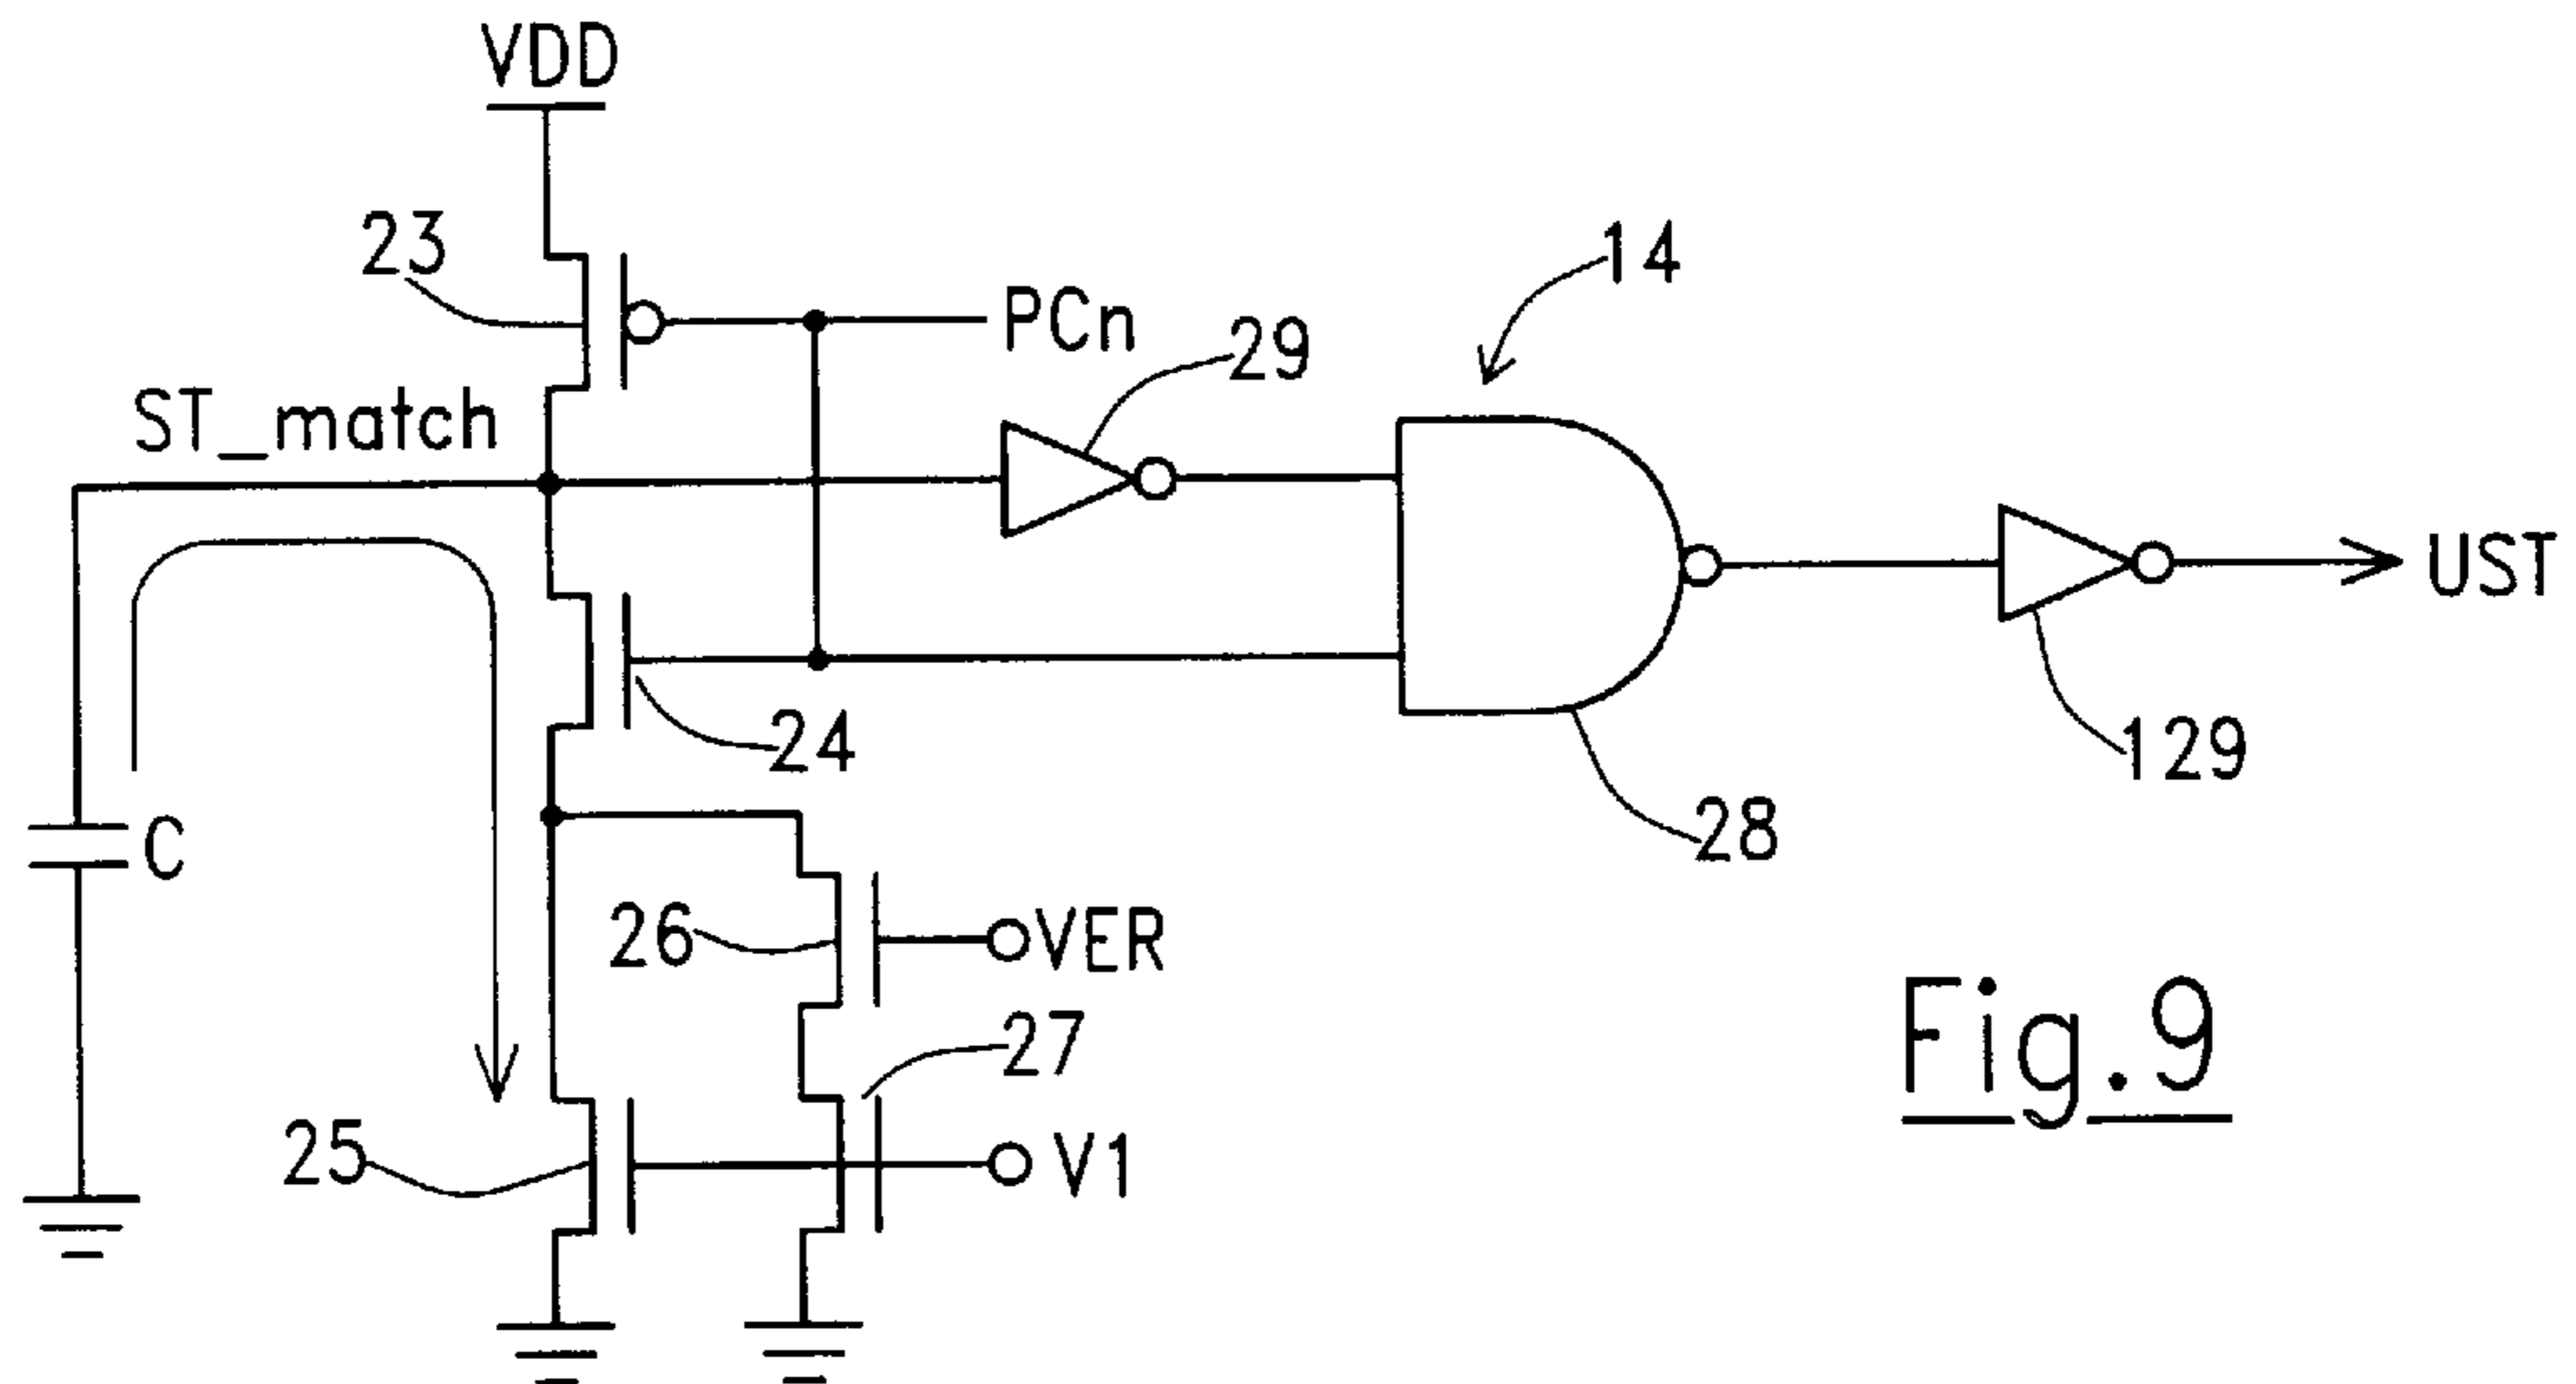 VDD
23
14
PCn
29
ST_match
UST
24
129
28
C
26
VER
27
Fig.9
25
V1